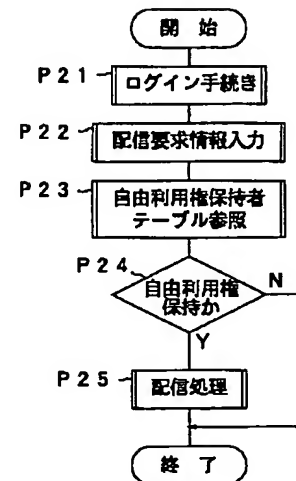 開 始
P21
ログイン手続き
P22
配信要求情報入力
P23
自由利用権保持者
テーブル参照
P24
自由利用権
保持か
N
Y
P25
配信処理
終 了